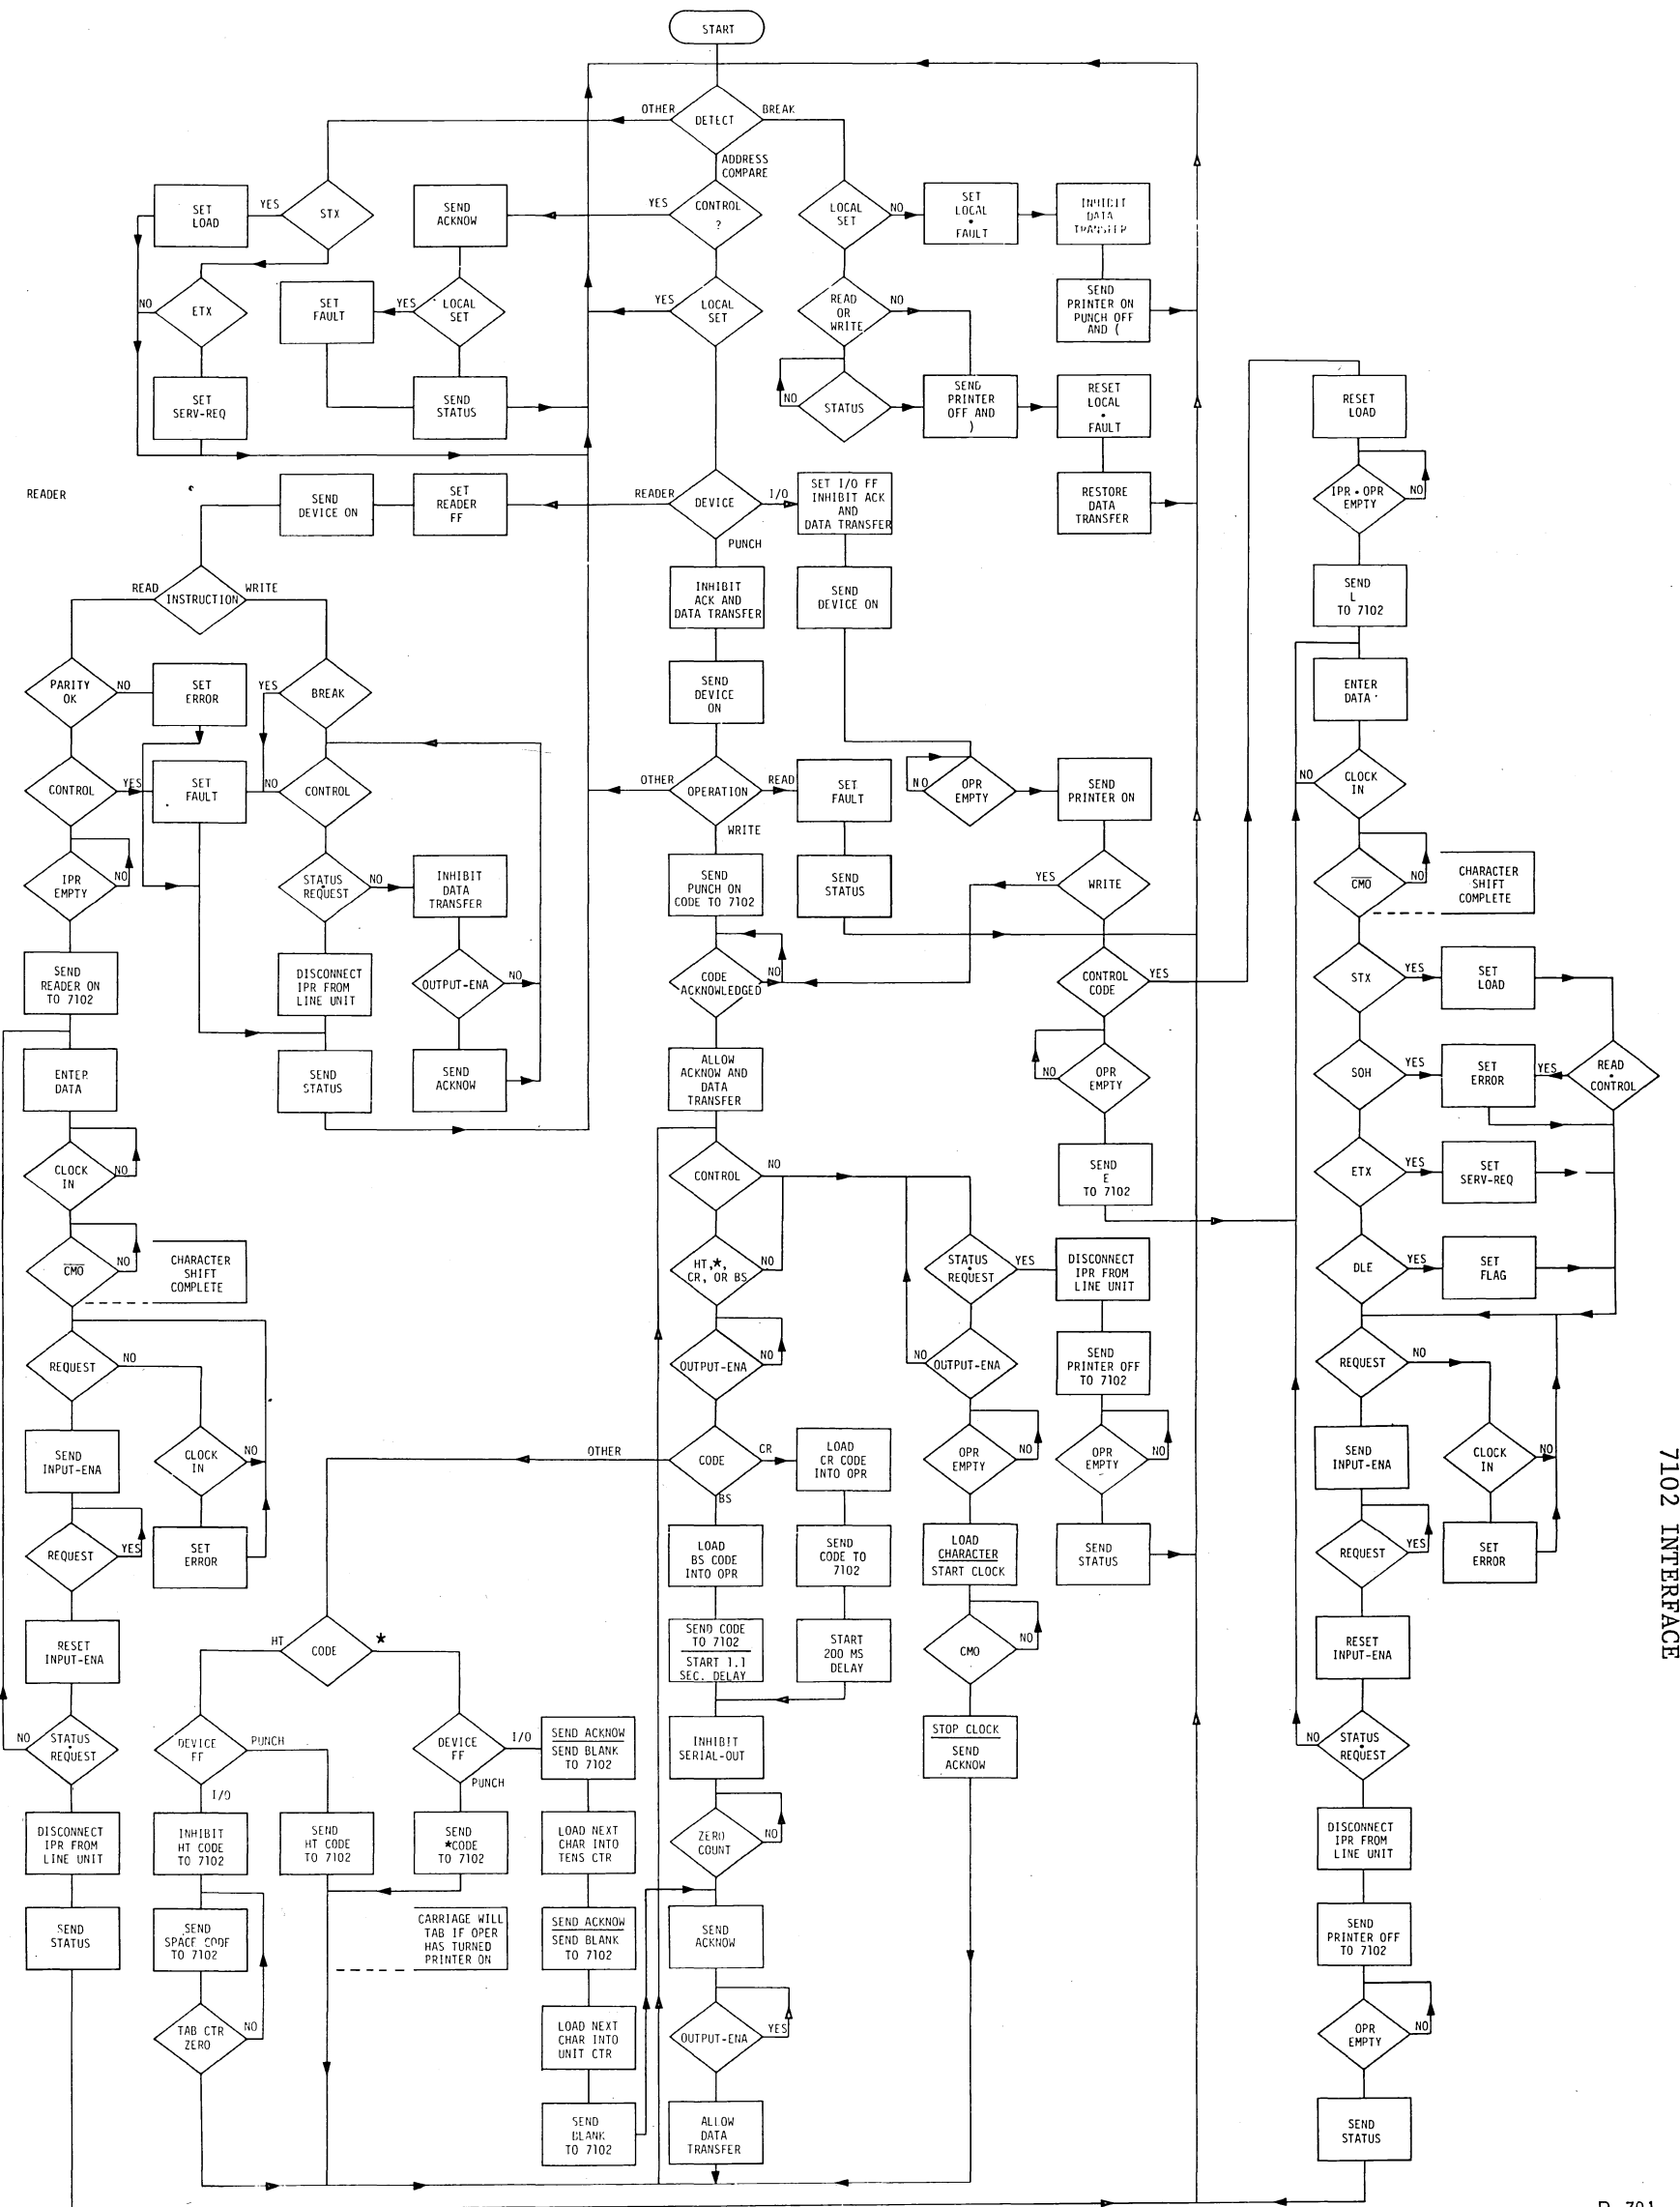 START
DETECT
OTHER
BREAK
ADDRESS
COMPARE
SET
LOAD
YES
STX
SEND
ACKNOW
YES
CONTROL
?
LOCAL
SET
NO
SET
LOCAL
•
FAULT
INHIBIT
DATA
TRANSFER
NO
ETX
SET
FAULT
YES
LOCAL
SET
YES
LOCAL
SET
READ
OR
WRITE
NO
SEND
PRINTER ON
PUNCH OFF
AND (
SET
SERV-REQ
SEND
STATUS
NO
STATUS
SEND
PRINTER
OFF AND
)
RESET
LOCAL
•
FAULT
RESTORE
DATA
TRANSFER
RESET
LOAD
IPR • OPR
EMPTY
NO
SEND
L
TO 7102
READER
SEND
DEVICE ON
SET
READER
FF
READER
DEVICE
I/O
PUNCH
SET I/O FF
INHIBIT ACK
AND
DATA TRANSFER
READ
INSTRUCTION
WRITE
INHIBIT
ACK AND
DATA TRANSFER
SEND
DEVICE ON
PARITY
OK
NO
SET
ERROR
YES
BREAK
SEND
DEVICE
ON
ENTER
DATA
CONTROL
YES
SET
FAULT
NO
CONTROL
OTHER
OPERATION
READ
WRITE
SET
FAULT
NO
OPR
EMPTY
SEND
PRINTER ON
NO
CLOCK
IN
IPR
EMPTY
NO
STATUS
•
REQUEST
NO
INHIBIT
DATA
TRANSFER
SEND
PUNCH ON
CODE TO 7102
SEND
STATUS
YES
WRITE
CMO
NO
CHARACTER
SHIFT
COMPLETE
SEND
READER ON
TO 7102
DISCONNECT
IPR FROM
LINE UNIT
OUTPUT-ENA
NO
CODE
ACKNOWLEDGED
NO
CONTROL
CODE
YES
STX
YES
SET
LOAD
ENTER
DATA
SEND
STATUS
SEND
ACKNOW
ALLOW
ACKNOW AND
DATA
TRANSFER
NO
OPR
EMPTY
SOH
YES
SET
ERROR
YES
READ
•
CONTROL
CLOCK
IN
NO
CONTROL
NO
SEND
E
TO 7102
ETX
YES
SET
SERV-REQ
CMO
NO
CHARACTER
SHIFT
COMPLETE
HT,*,
CR, OR BS
NO
STATUS
•
REQUEST
YES
DISCONNECT
IPR FROM
LINE UNIT
DLE
YES
SET
FLAG
REQUEST
NO
OUTPUT-ENA
NO
NO
OUTPUT-ENA
SEND
PRINTER OFF
TO 7102
REQUEST
NO
SEND
INPUT-ENA
CLOCK
IN
NO
OTHER
CODE
CR
BS
LOAD
CR CODE
INTO OPR
OPR
EMPTY
NO
OPR
EMPTY
NO
SEND
INPUT-ENA
CLOCK
IN
NO
REQUEST
YES
SET
ERROR
LOAD
BS CODE
INTO OPR
SEND
CODE TO
7102
LOAD
CHARACTER
START CLOCK
SEND
STATUS
REQUEST
YES
SET
ERROR
7102 INTERFACE
RESET
INPUT-ENA
HT
CODE
*
SEND CODE
TO 7102
START 1.1
SEC. DELAY
START
200 MS
DELAY
CMO
NO
RESET
INPUT-ENA
NO
STATUS
•
REQUEST
DEVICE
FF
PUNCH
I/O
DEVICE
FF
I/O
PUNCH
SEND ACKNOW
SEND BLANK
TO 7102
INHIBIT
SERIAL-OUT
STOP CLOCK
SEND
ACKNOW
NO
STATUS
•
REQUEST
DISCONNECT
IPR FROM
LINE UNIT
INHIBIT
HT CODE
TO 7102
SEND
HT CODE
TO 7102
SEND
*CODE
TO 7102
LOAD NEXT
CHAR INTO
TENS CTR
ZERO
COUNT
NO
DISCONNECT
IPR FROM
LINE UNIT
SEND
STATUS
SEND
SPACE CODE
TO 7102
CARRIAGE WILL
TAB IF OPER
HAS TURNED
PRINTER ON
SEND ACKNOW
SEND BLANK
TO 7102
SEND
ACKNOW
SEND
PRINTER OFF
TO 7102
TAB CTR
ZERO
NO
LOAD NEXT
CHAR INTO
UNIT CTR
OUTPUT-ENA
YES
OPR
EMPTY
NO
SEND
BLANK
TO 7102
ALLOW
DATA
TRANSFER
SEND
STATUS